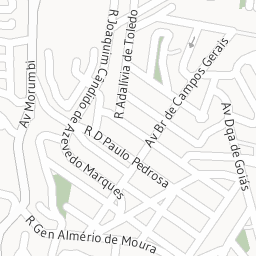 R Joaquim Cândido de Azevedo Marques
R Adalívia de Toledo
Av Br de Campos Gerais
Av Morumbi
Av Dqa de Goiás
R D Paulo Pedrosa
R Gen Almério de Moura